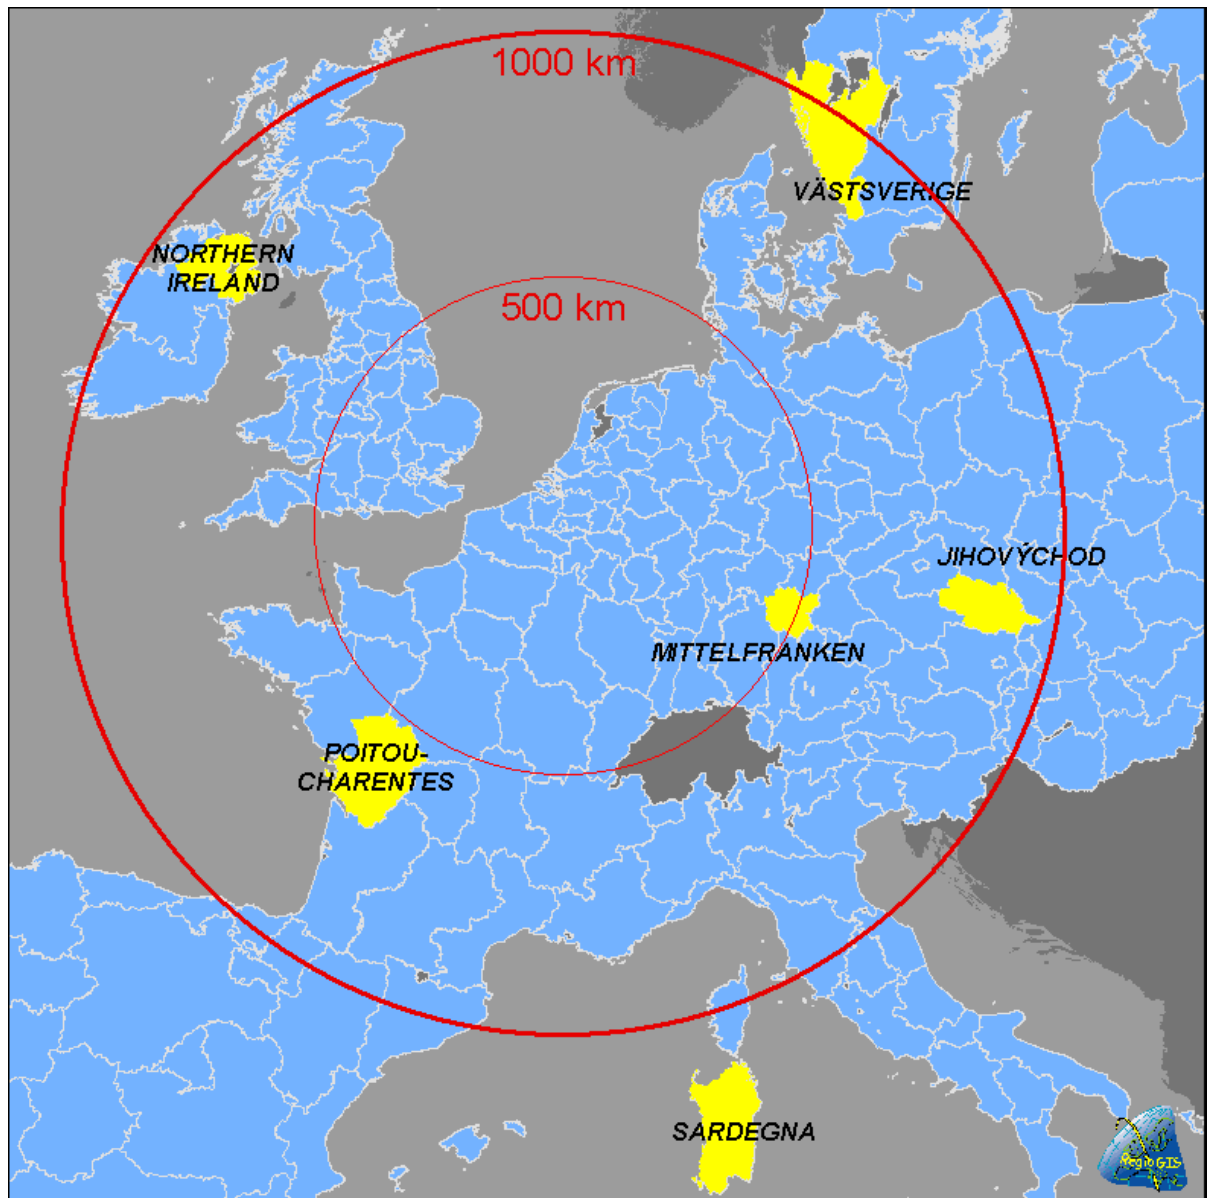 1000 km
VÄSTSVERIGE
NORTHERN
IRELAND
500 km
JIHOVÝCHOD
MITTELFRANKEN
POITOU-
CHARENTES
SARDEGNA
RegioGIS